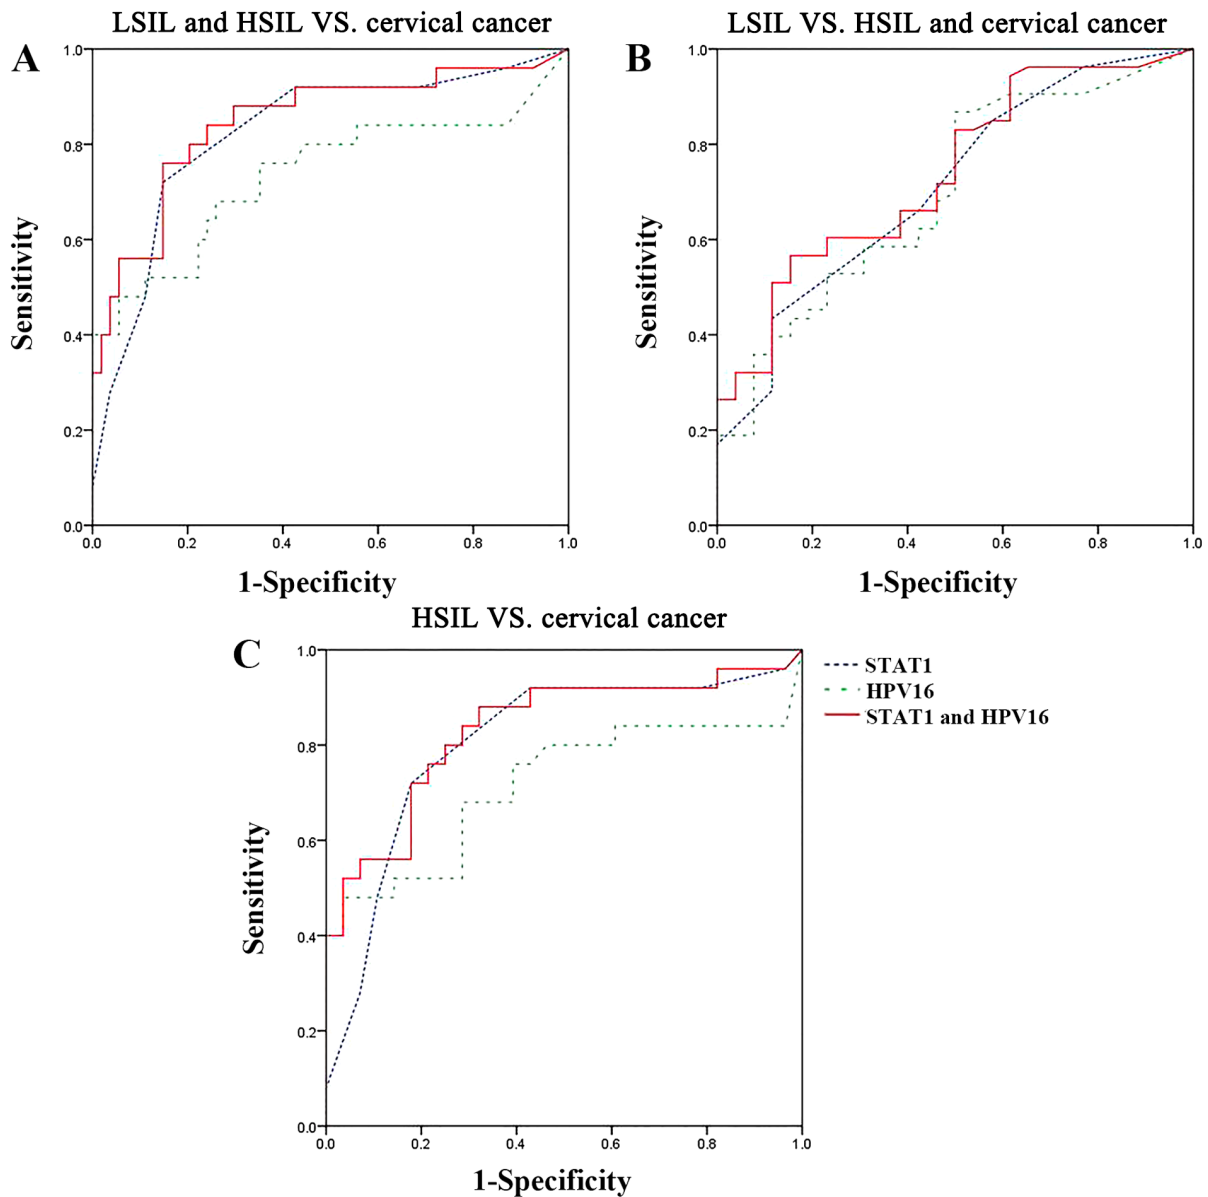 LSIL and HSIL VS. cervical cancer
A
1.0
0.8
0.6
0.4
0.2
0.0
Sensitivity
0.0 0.2 0.4 0.6 0.8 1.0
1-Specificity
LSIL VS. HSIL and cervical cancer
B
1.0
0.8
0.6
0.4
0.2
0.0
Sensitivity
0.0 0.2 0.4 0.6 0.8 1.0
1-Specificity
HSIL VS. cervical cancer
C
1.0
0.8
0.6
0.4
0.2
0.0
Sensitivity
0.0 0.2 0.4 0.6 0.8 1.0
1-Specificity
STAT1
HPV16
STAT1 and HPV16